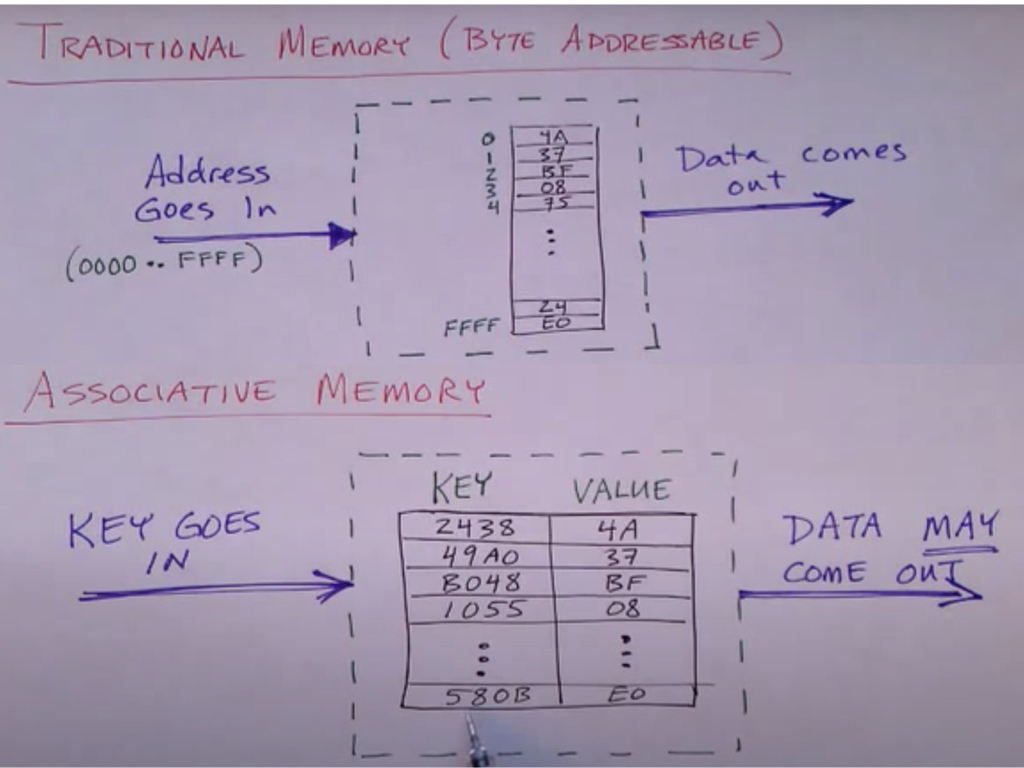 TRADITIONAL MEMORY (BYTE ADDRESSABLE)
Address
Goes In
(0000 .. FFFF)
0 4A
1 37
2 BF
3 08
4 75
24
FFFF E0
Data comes
out
ASSOCIATIVE MEMORY
KEY GOES
IN
KEY VALUE
2438 4A
49A0 37
B048 BF
1055 08
580B E0
DATA MAY
COME OUT